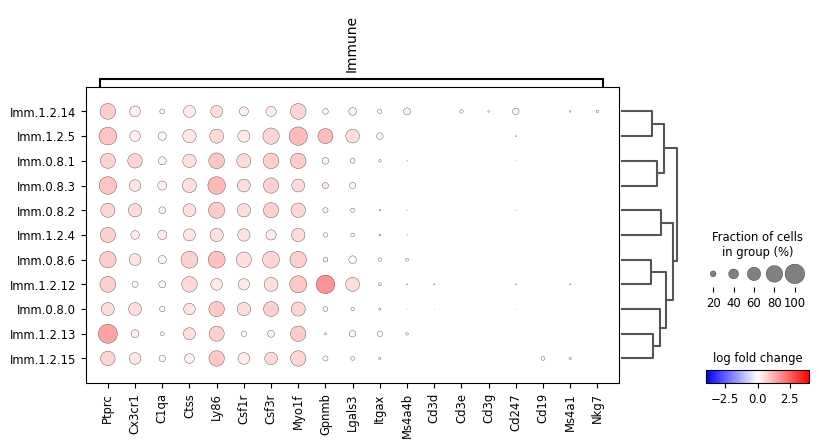 Immune
Imm.1.2.14
Imm.1.2.5
Imm.0.8.1
Imm.0.8.3
Imm.0.8.2
Imm.1.2.4
Imm.0.8.6
Imm.1.2.12
Imm.0.8.0
Imm.1.2.13
Imm.1.2.15
Ptprc
Cx3cr1
C1qa
Ctss
Ly86
Csf1r
Csf3r
Myo1f
Gpnmb
Lgals3
Itgax
Ms4a4b
Cd3d
Cd3e
Cd3g
Cd247
Cd19
Ms4a1
Nkg7
Fraction of cells
in group (%)
20 40 60 80 100
log fold change
−2.5 0.0 2.5